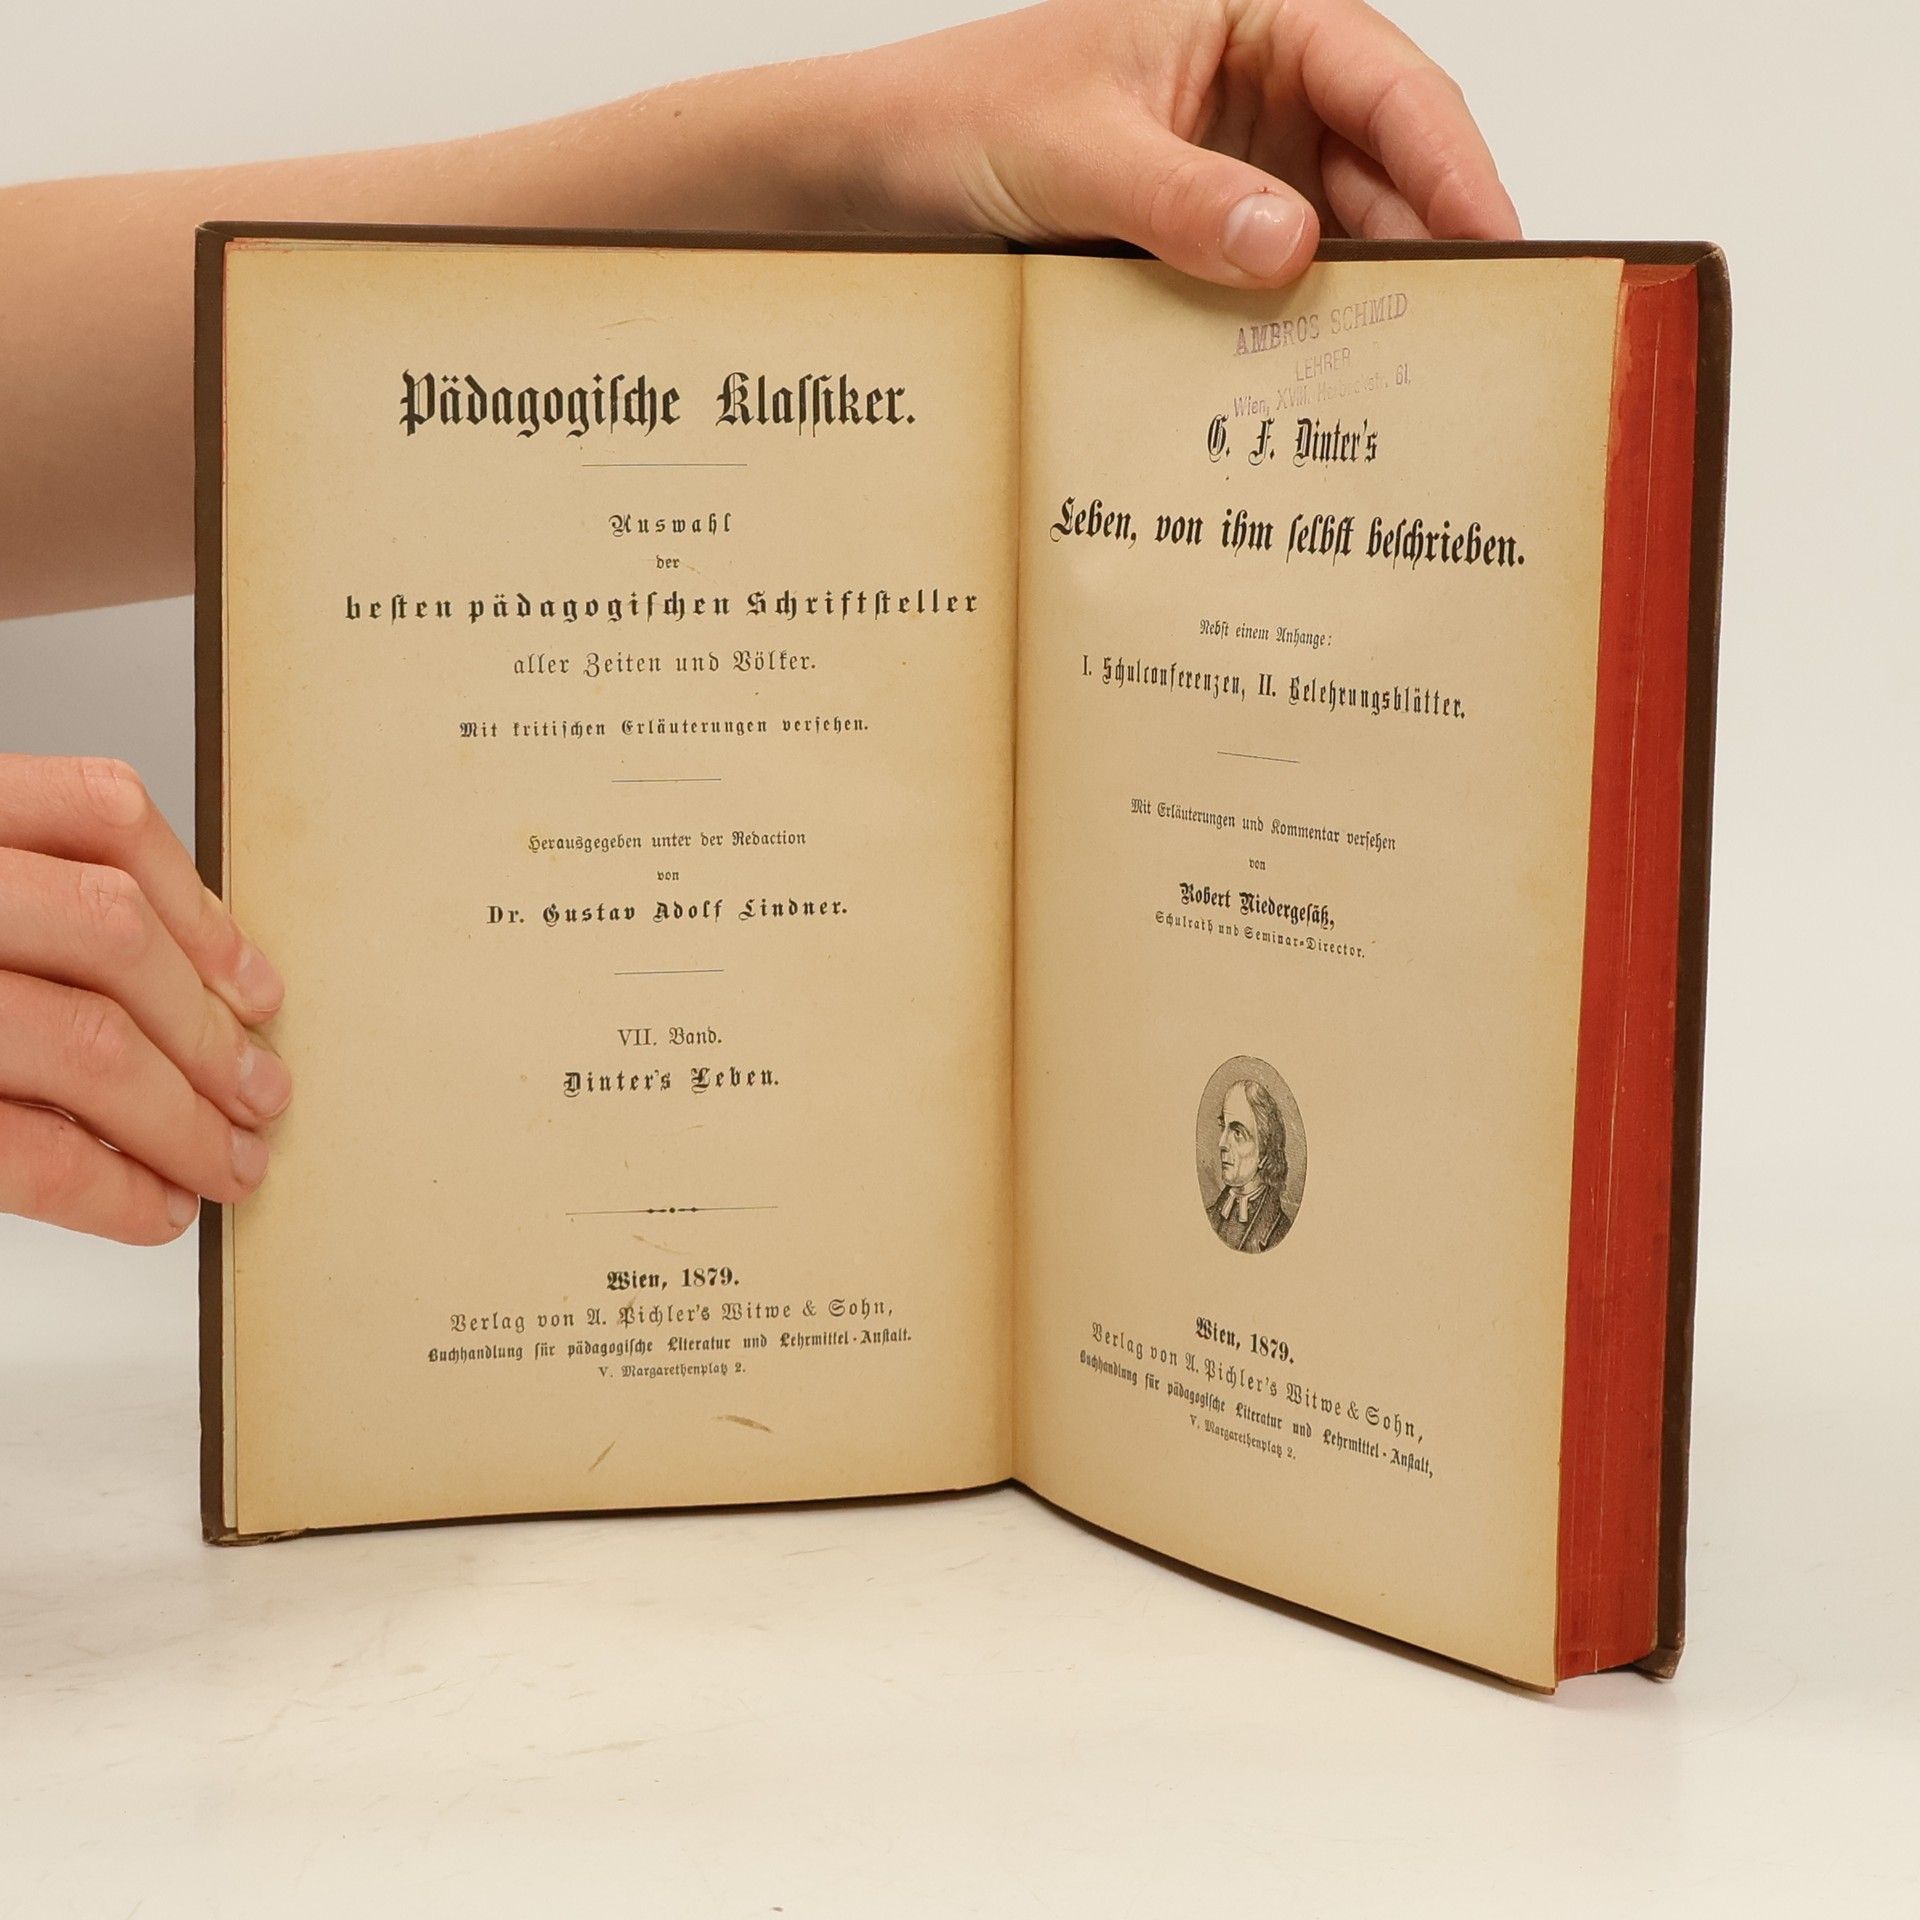 Pädagogiſche Klaſſiker.
Auswahl
der
beſten pädagogiſchen Schriftſteller
aller Zeiten und Völker.
Mit kritiſchen Erläuterungen verſehen.
Herausgegeben unter der Redaction
von
Dr. Guſtav Adolf Lindner.
VII. Band.
Dinter's Leben.
Wien, 1879.
Verlag von A. Pichler's Witwe & Sohn,
Buchhandlung für pädagogiſche Literatur und Lehrmittel-Anſtalt.
V. Margarethenplatz 2.
AMBROS SCHMID
LEHRER
Wien, XVIII. 61,
G. F. Dinter's
Leben, von ihm ſelbſt beſchrieben.
Nebſt einem Anhange:
I. Schulconferenzen, II. Belehrungsblätter.
Mit Erläuterungen und Kommentar verſehen
von
Robert Niedergeſäß,
Schulrath und Seminar-Director.
Wien, 1879.
Verlag von A. Pichler's Witwe & Sohn,
Buchhandlung für pädagogiſche Literatur und Lehrmittel-Anſtalt,
V. Margarethenplatz 2.